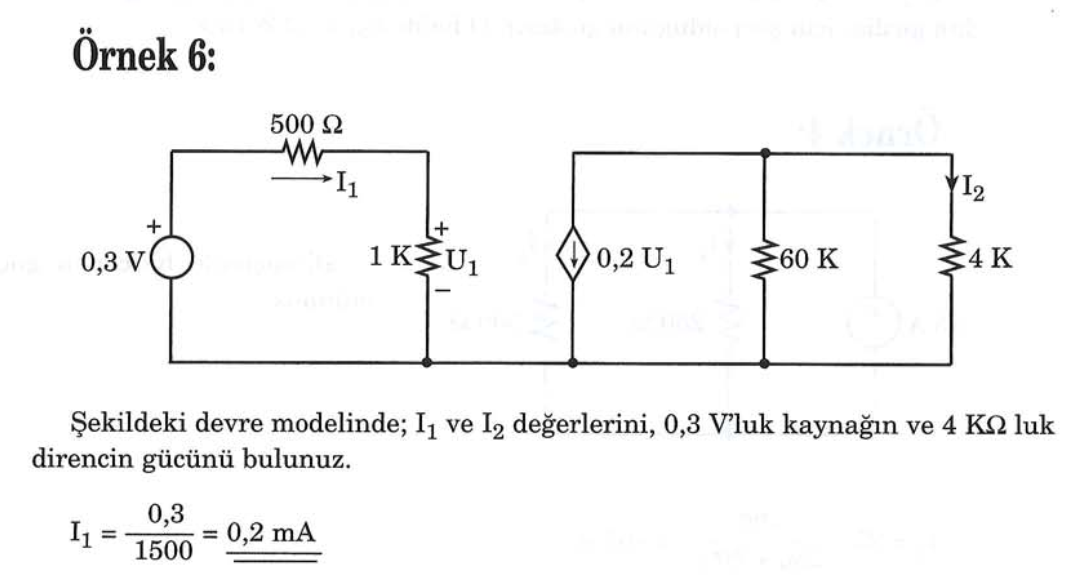 Örnek 6:
500 Ω
I₁
+
0,3 V
1 K
+
U₁
−
0,2 U₁
60 K
I₂
4 K
Şekildeki devre modelinde; I₁ ve I₂ değerlerini, 0,3 V'luk kaynağın ve 4 KΩ luk
direncin gücünü bulunuz.
I₁ = 0,3 / 1500 = 0,2 mA